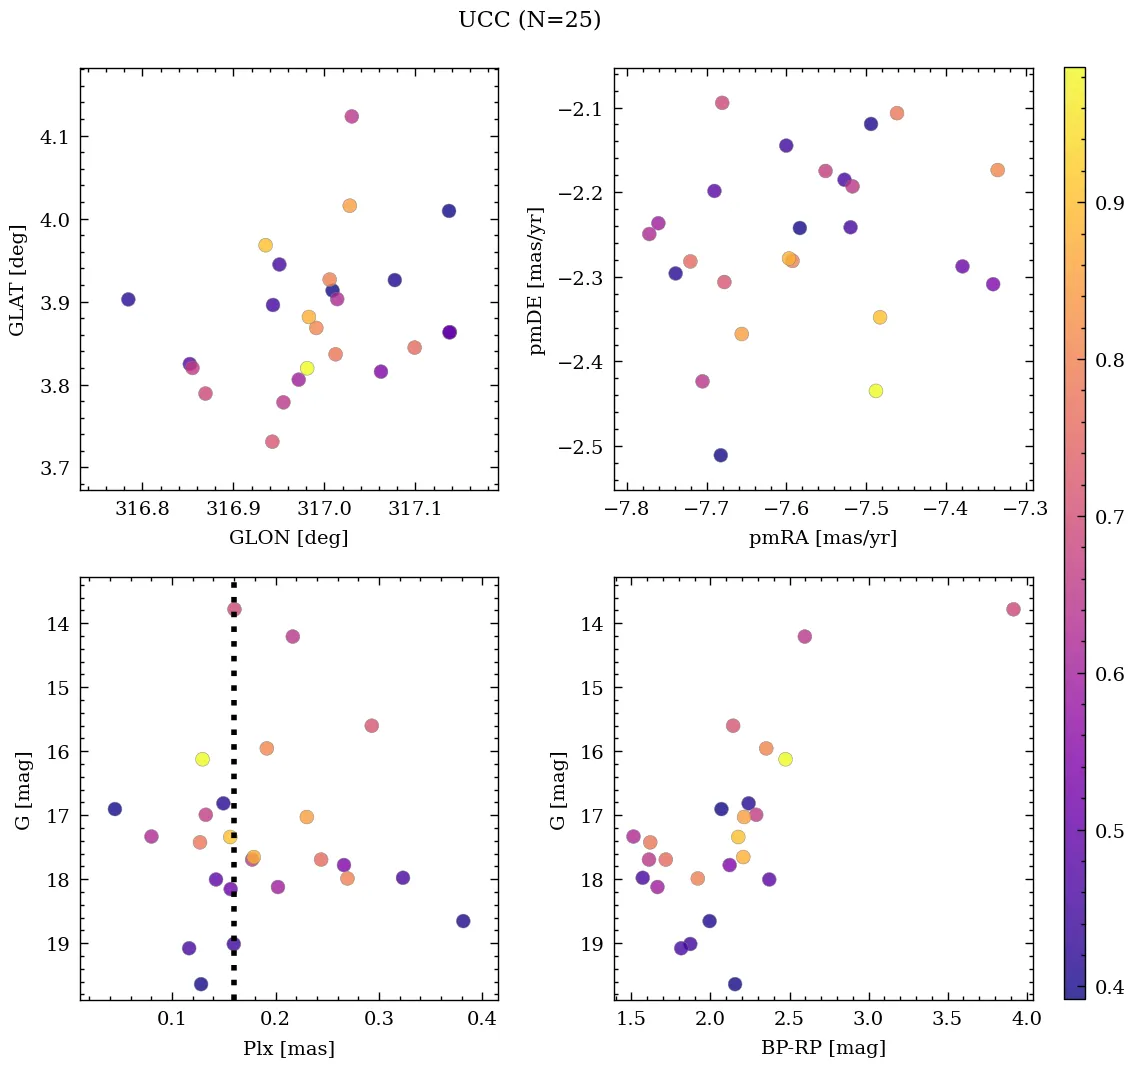 UCC (N=25)
4.1
4.0
3.9
3.8
3.7
GLAT [deg]
316.8 316.9 317.0 317.1
GLON [deg]
−2.1
−2.2
−2.3
−2.4
−2.5
pmDE [mas/yr]
−7.8 −7.7 −7.6 −7.5 −7.4 −7.3
pmRA [mas/yr]
14
15
16
17
18
19
G [mag]
0.1 0.2 0.3 0.4
Plx [mas]
14
15
16
17
18
19
G [mag]
1.5 2.0 2.5 3.0 3.5 4.0
BP-RP [mag]
0.9
0.8
0.7
0.6
0.5
0.4